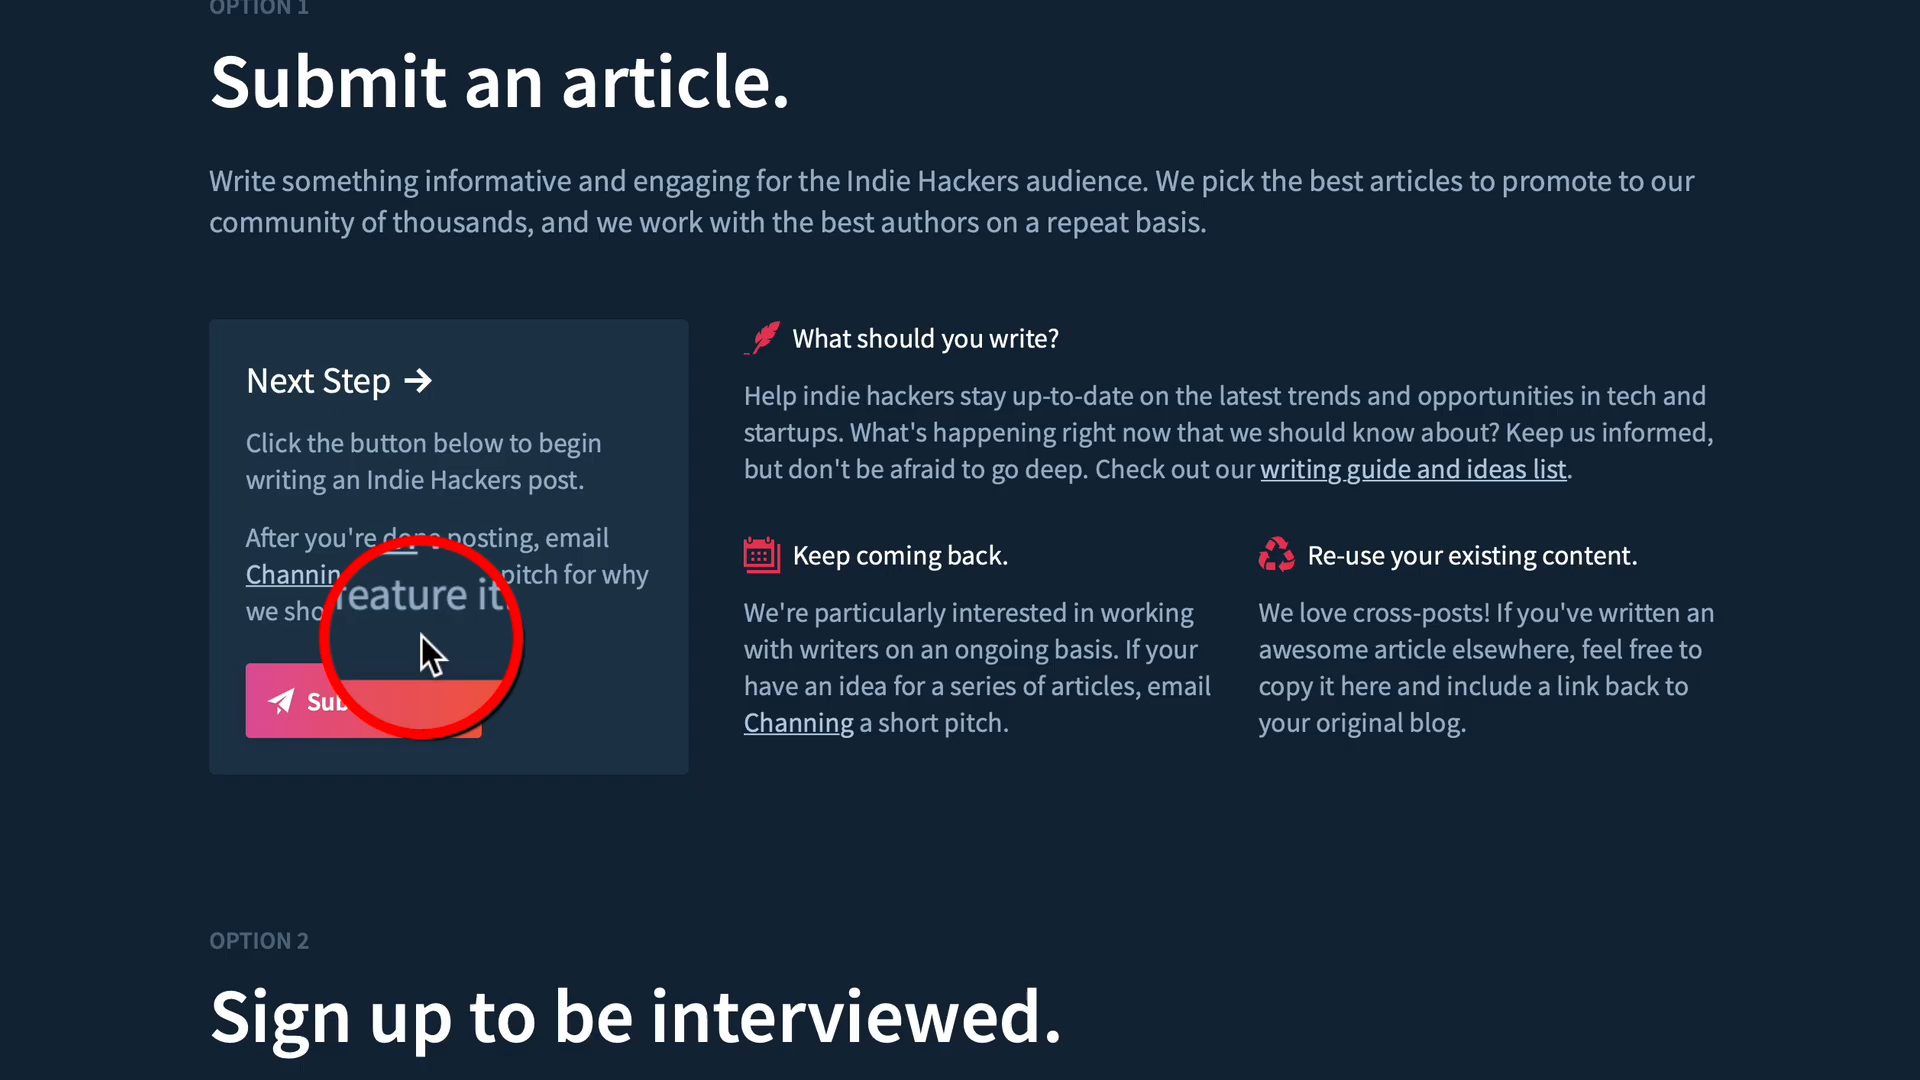 OPTION 1
Submit an article.
Write something informative and engaging for the Indie Hackers audience. We pick the best articles to promote to our
community of thousands, and we work with the best authors on a repeat basis.
Next Step →
Click the button below to begin
writing an Indie Hackers post.
After you're done posting, email
Channing pitch for why
we sho feature it.
Sub
What should you write?
Help indie hackers stay up-to-date on the latest trends and opportunities in tech and
startups. What's happening right now that we should know about? Keep us informed,
but don't be afraid to go deep. Check out our writing guide and ideas list.
Keep coming back.
We're particularly interested in working
with writers on an ongoing basis. If your
have an idea for a series of articles, email
Channing a short pitch.
Re-use your existing content.
We love cross-posts! If you've written an
awesome article elsewhere, feel free to
copy it here and include a link back to
your original blog.
OPTION 2
Sign up to be interviewed.